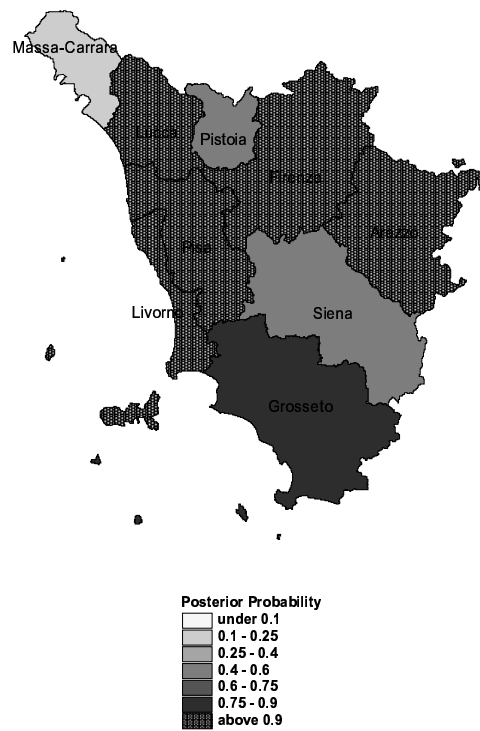 Massa-Carrara
Lucca
Pistoia
Firenze
Arezzo
Pisa
Livorno
Siena
Grosseto
Posterior Probability
under 0.1
0.1 - 0.25
0.25 - 0.4
0.4 - 0.6
0.6 - 0.75
0.75 - 0.9
above 0.9